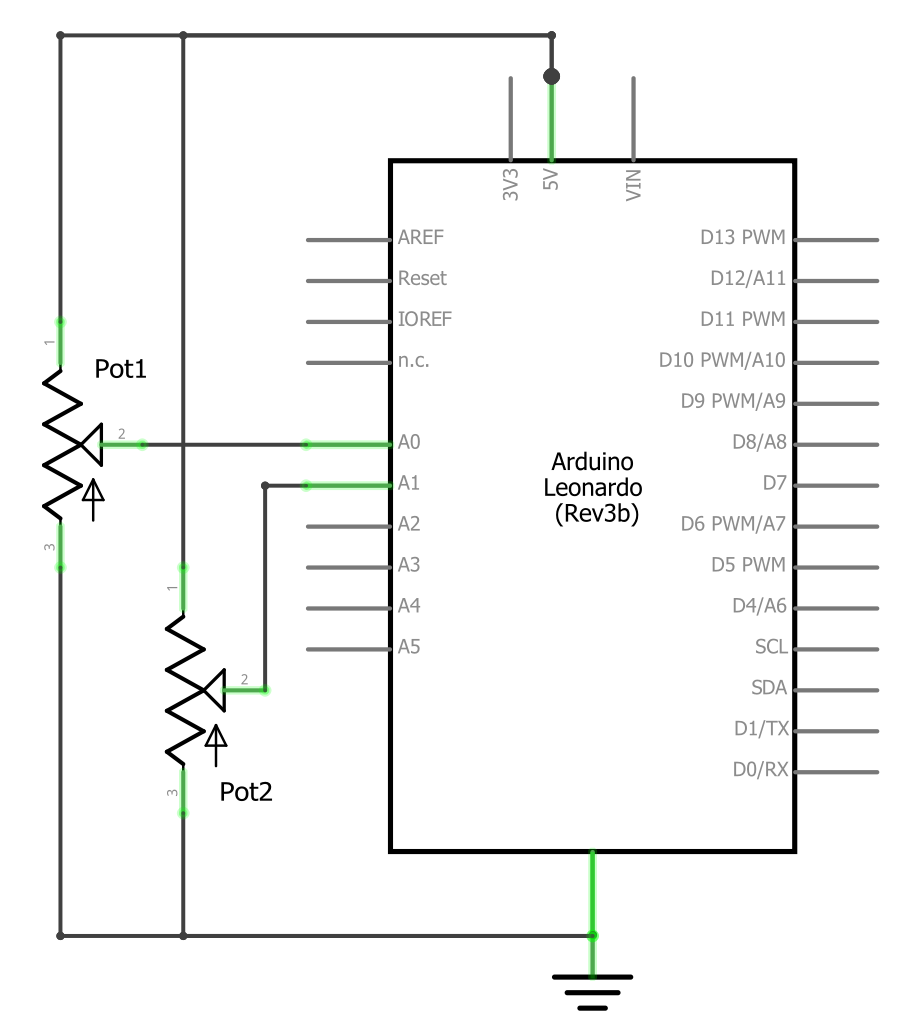 3V3
5V
VIN
AREF
D13 PWM
Reset
D12/A11
IOREF
D11 PWM
1
n.c.
D10 PWM/A10
Pot1
D9 PWM/A9
2
A0
D8/A8
Arduino
A1
D7
Leonardo
(Rev3b)
A2
D6 PWM/A7
3
A3
D5 PWM
1
A4
D4/A6
A5
SCL
2
SDA
D1/TX
D0/RX
3
Pot2